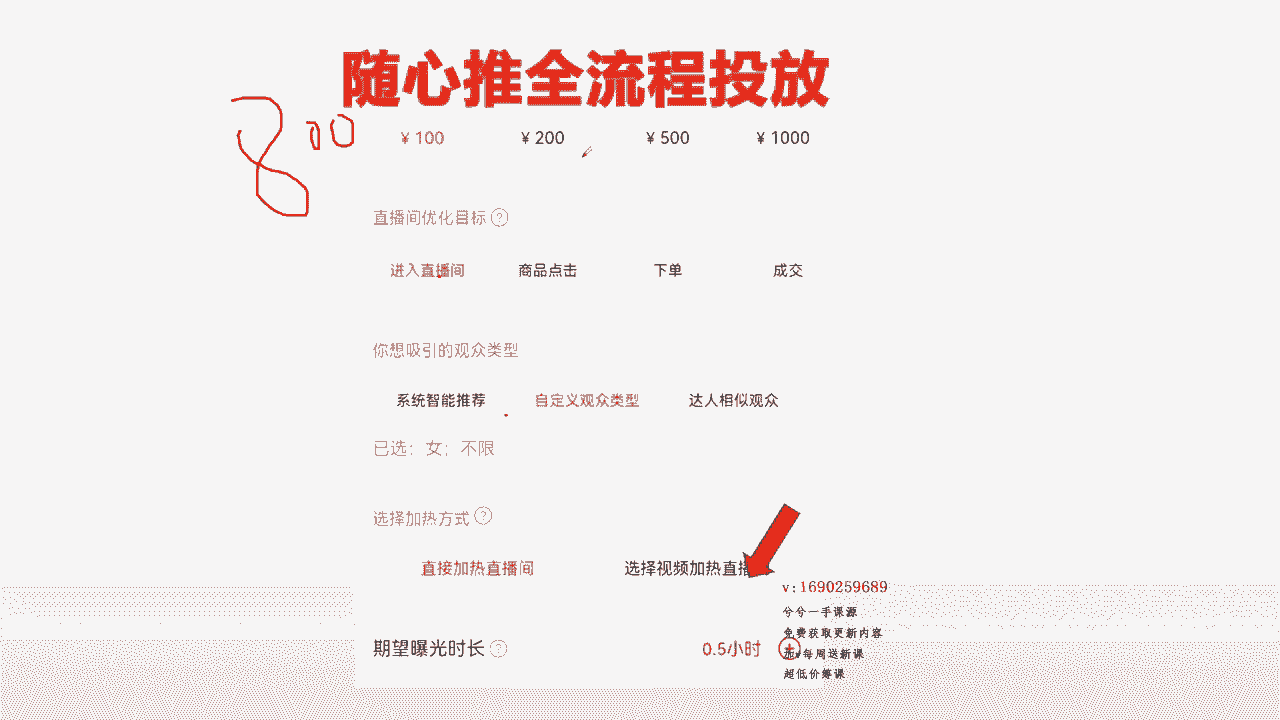 随心推全流程投放
800
¥ 100 ¥ 200 ¥ 500 ¥ 1000
直播间优化目标 ?
进入直播间 商品点击 下单 成交
你想吸引的观众类型
系统智能推荐 自定义观众类型 达人相似观众
已选：女；不限
选择加热方式 ?
直接加热直播间 选择视频加热直播
v:1690259689
兮兮一手课源
免费获取更新内容
期望曝光时长 ? 0.5小时 +
加v每周送新课
超低价筹课